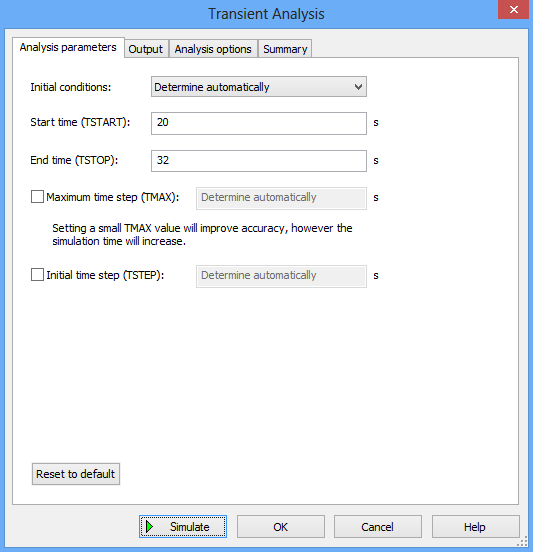 Transient Analysis
Analysis parameters Output Analysis options Summary
Initial conditions: Determine automatically
Start time (TSTART): 20 s
End time (TSTOP): 32 s
Maximum time step (TMAX): Determine automatically s
Setting a small TMAX value will improve accuracy, however the
simulation time will increase.
Initial time step (TSTEP): Determine automatically s
Reset to default
Simulate OK Cancel Help